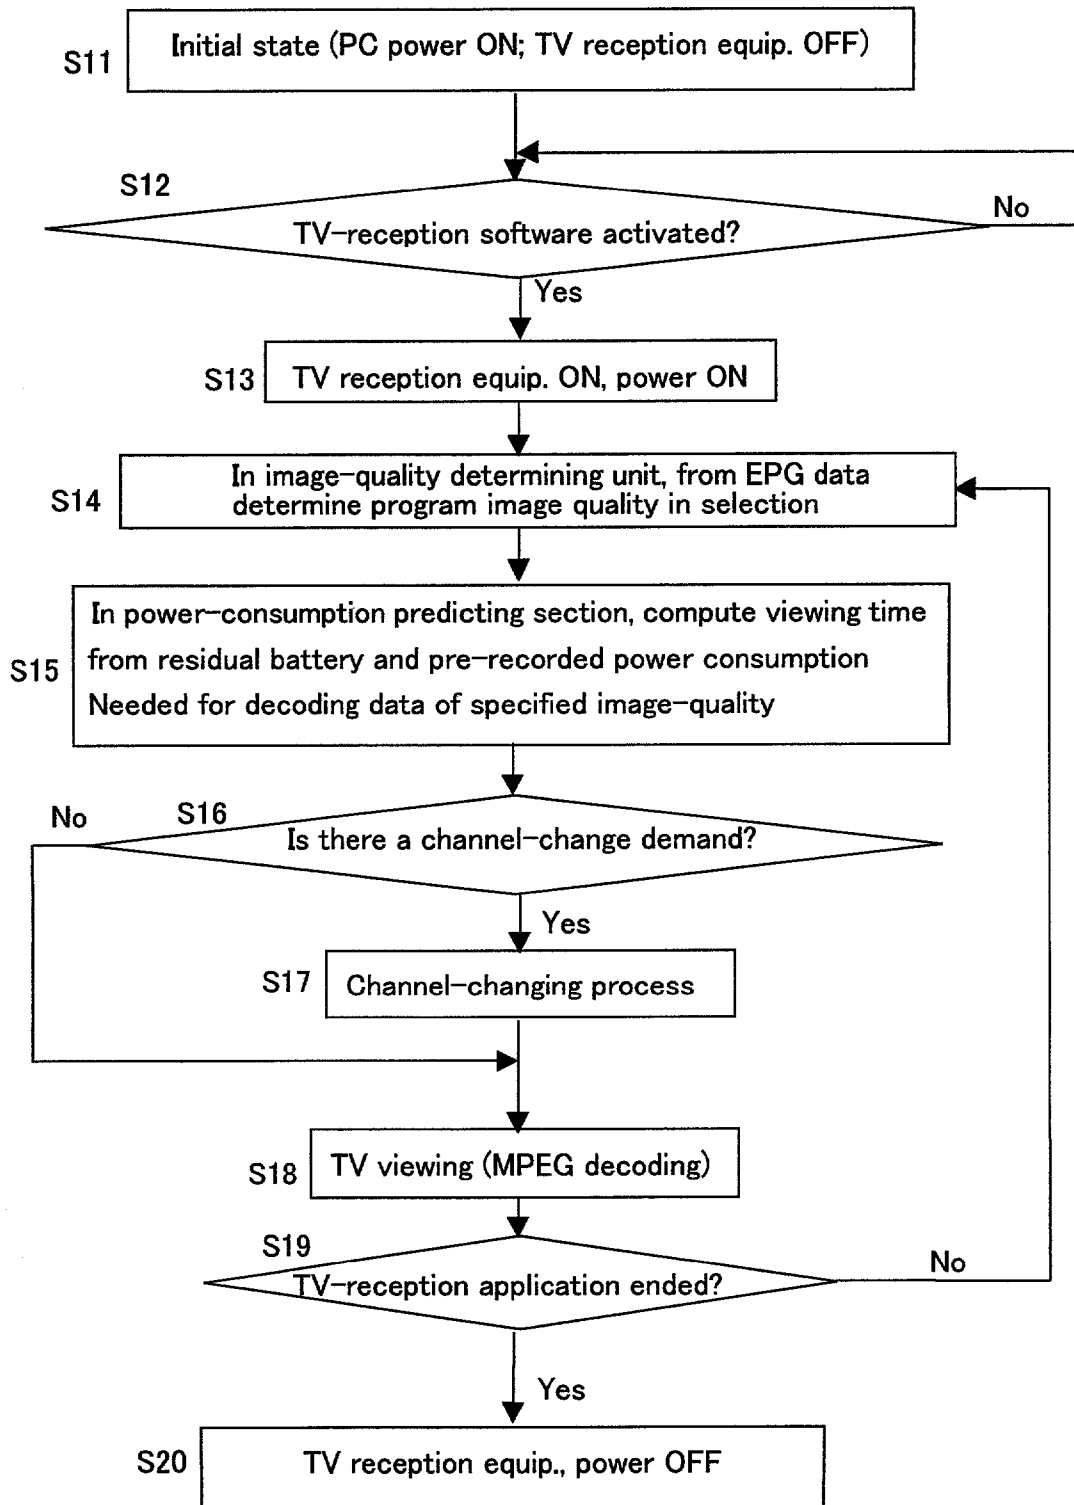 S11
Initial state (PC power ON; TV reception equip. OFF)
S12
TV-reception software activated?
No
Yes
S13
TV reception equip. ON, power ON
S14
In image-quality determining unit, from EPG data
determine program image quality in selection
S15
In power-consumption predicting section, compute viewing time
from residual battery and pre-recorded power consumption
Needed for decoding data of specified image-quality
No
S16
Is there a channel-change demand?
Yes
S17
Channel-changing process
S18
TV viewing (MPEG decoding)
S19
TV-reception application ended?
No
Yes
S20
TV reception equip., power OFF